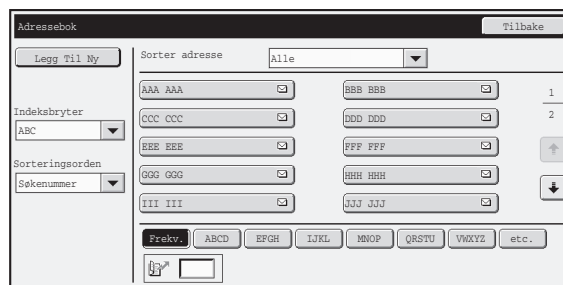 Adressebok Tilbake
Legg Til Ny Sorter adresse Alle
AAA AAA BBB BBB 1
Indeksbryter CCC CCC DDD DDD 2
ABC
EEE EEE FFF FFF
Sorteringsorden
Søkenummer GGG GGG HHH HHH
III III JJJ JJJ
Frekv. ABCD EFGH IJKL MNOP QRSTU VWXYZ etc.